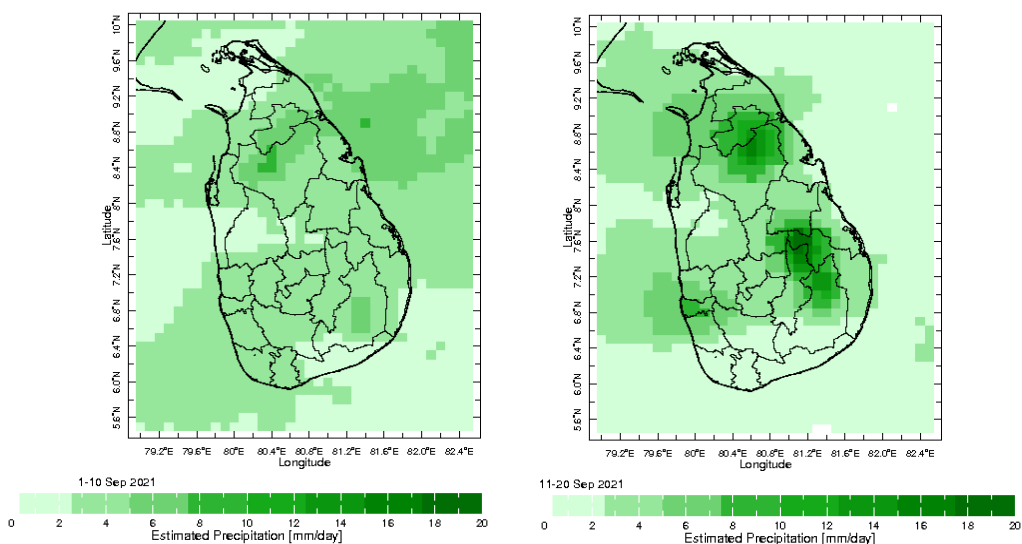 10°N
9.6°N
9.2°N
8.8°N
8.4°N
8°N
7.6°N
7.2°N
6.8°N
6.4°N
6.0°N
5.6°N
Latitude
79.2°E 79.6°E 80°E 80.4°E 80.8°E 81.2°E 81.6°E 82.0°E 82.4°E
Longitude
1-10 Sep 2021
0 2 4 6 8 10 12 14 16 18 20
Estimated Precipitation [mm/day]
10°N
9.6°N
9.2°N
8.8°N
8.4°N
8°N
7.6°N
7.2°N
6.8°N
6.4°N
6.0°N
5.6°N
Latitude
79.2°E 79.6°E 80°E 80.4°E 80.8°E 81.2°E 81.6°E 82.0°E 82.4°E
Longitude
11-20 Sep 2021
0 2 4 6 8 10 12 14 16 18 20
Estimated Precipitation [mm/day]